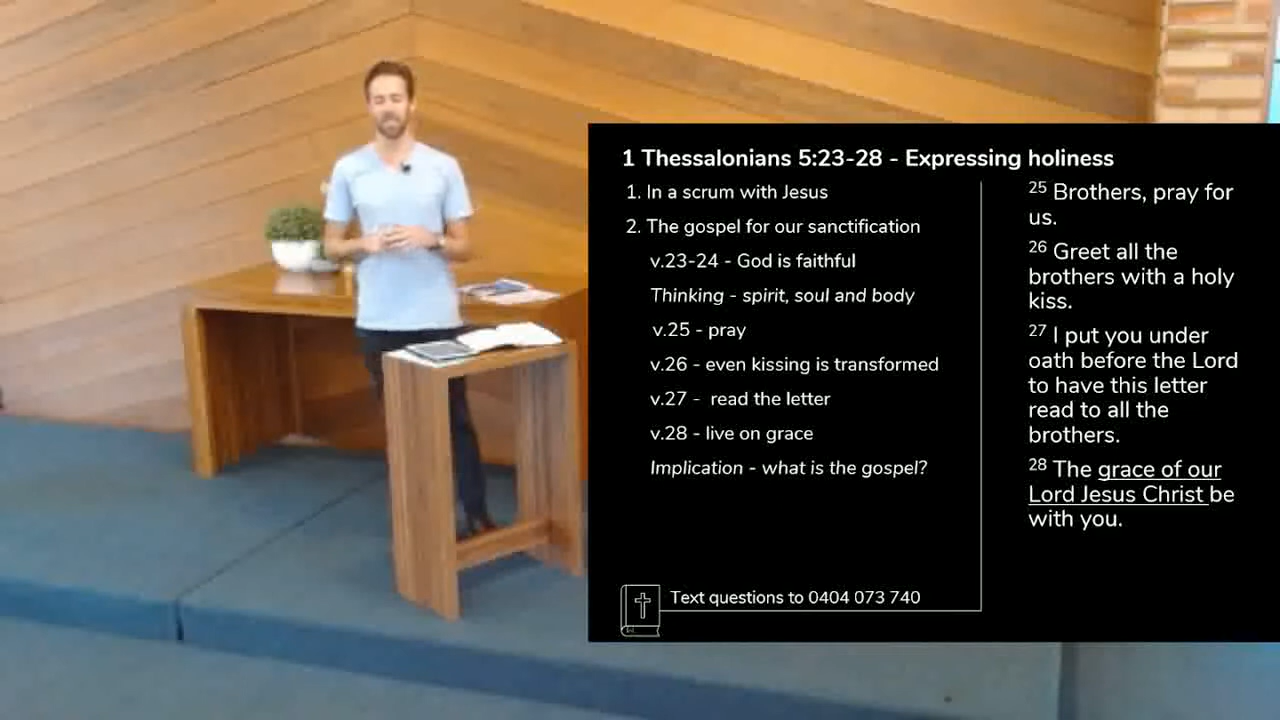 1 Thessalonians 5:23-28 - Expressing holiness
1. In a scrum with Jesus
2. The gospel for our sanctification
v.23-24 - God is faithful
Thinking - spirit, soul and body
v.25 - pray
v.26 - even kissing is transformed
v.27 - read the letter
v.28 - live on grace
Implication - what is the gospel?
Text questions to 0404 073 740
25 Brothers, pray for
us.
26 Greet all the
brothers with a holy
kiss.
27 I put you under
oath before the Lord
to have this letter
read to all the
brothers.
28 The grace of our
Lord Jesus Christ be
with you.